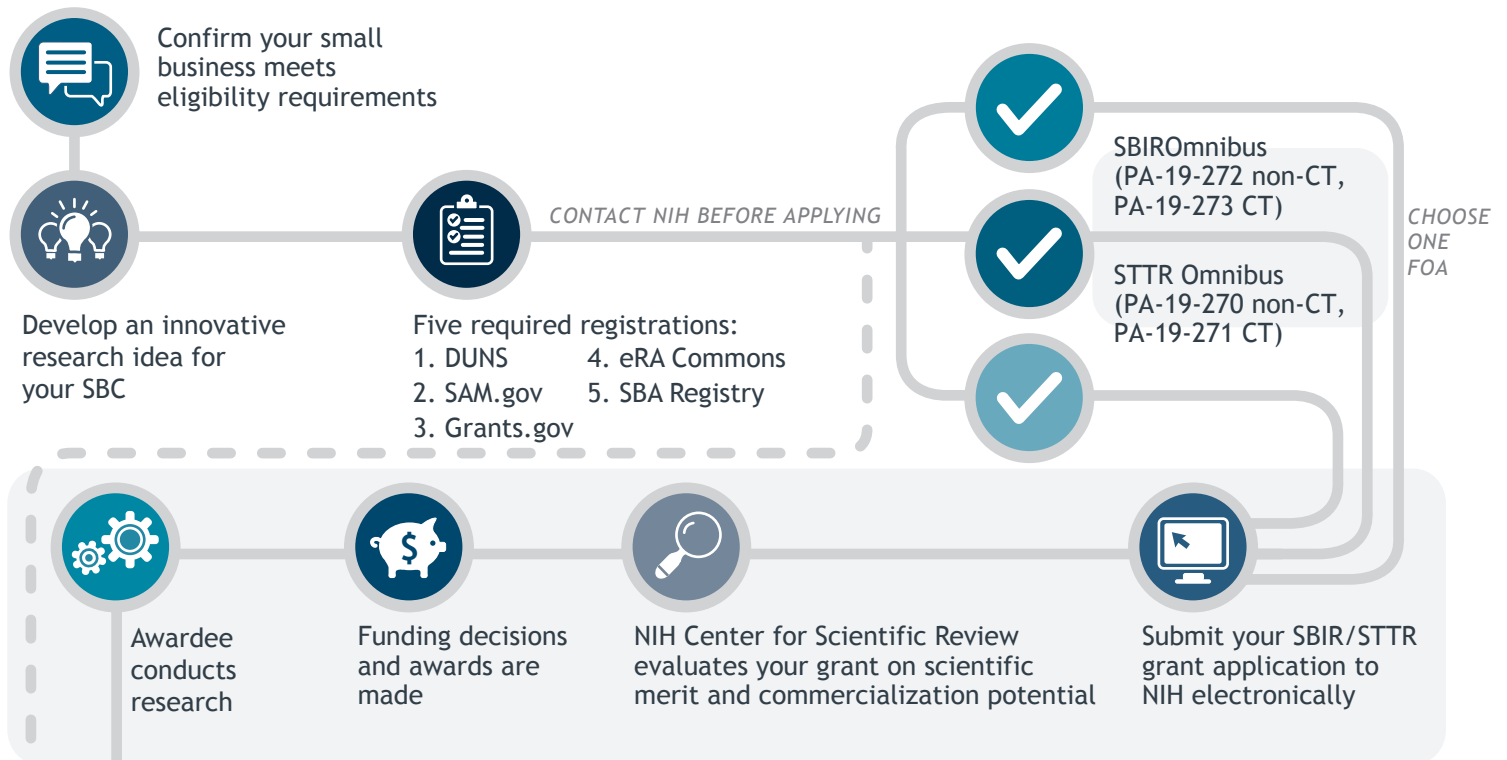 Confirm your small
business meets
eligibility requirements
Develop an innovative
research idea for
your SBC
Five required registrations:
1. DUNS
2. SAM.gov
3. Grants.gov
4. eRA Commons
5. SBA Registry
CONTACT NIH BEFORE APPLYING
SBIROmnibus
(PA-19-272 non-CT,
PA-19-273 CT)
STTR Omnibus
(PA-19-270 non-CT,
PA-19-271 CT)
CHOOSE
ONE
FOA
$
Awardee
conducts
research
Funding decisions
and awards are
made
NIH Center for Scientific Review
evaluates your grant on scientific
merit and commercialization potential
Submit your SBIR/STTR
grant application to
NIH electronically